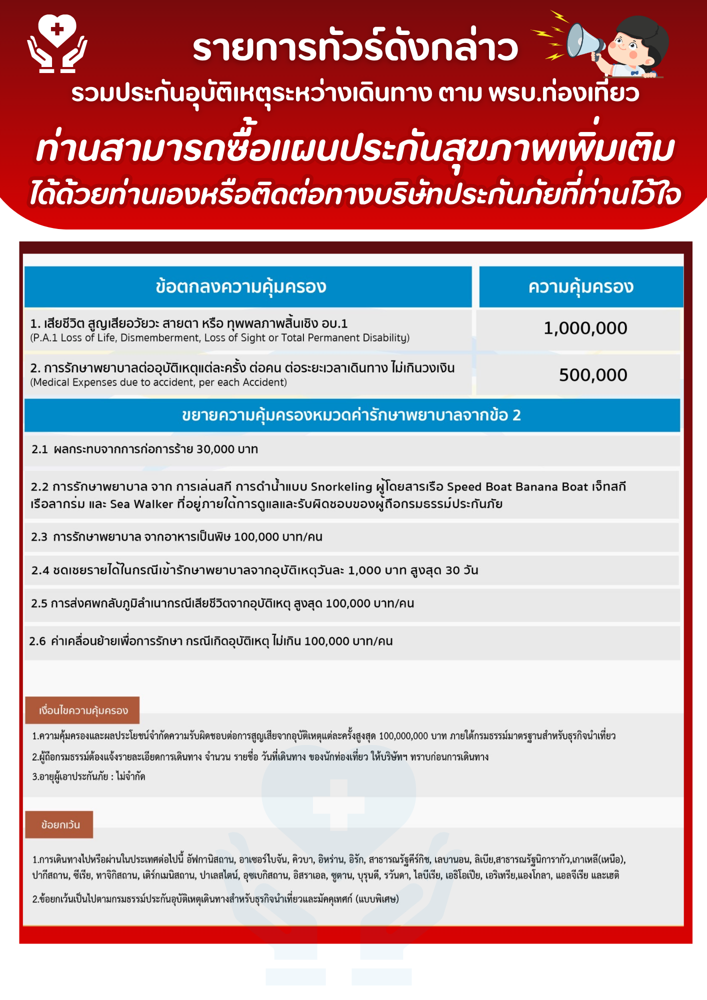 รายการทัวร์ดังกล่าว
รวมประกันอุบัติเหตุระหว่างเดินทาง ตาม พรบ.ท่องเที่ยว
ท่านสามารถซื้อแผนประกันสุขภาพเพิ่มเติม
ได้ด้วยท่านเองหรือติดต่อทางบริษัทประกันภัยที่ท่านไว้ใจ
ข้อตกลงความคุ้มครอง ความคุ้มครอง
1. เสียชีวิต สูญเสียอวัยวะ สายตา หรือ ทุพพลภาพสิ้นเชิง อบ.1
(P.A.1 Loss of Life, Dismemberment, Loss of Sight or Total Permanent Disability)
1,000,000
2. การรักษาพยาบาลต่ออุบัติเหตุแต่ละครั้ง ต่อคน ต่อระยะเวลาเดินทาง ไม่เกินวงเงิน
(Medical Expenses due to accident, per each Accident)
500,000
ขยายความคุ้มครองหมวดค่ารักษาพยาบาลจากข้อ 2
2.1 ผลกระทบจากการก่อการร้าย 30,000 บาท
2.2 การรักษาพยาบาล จาก การเล่นสกี การดำน้ำแบบ Snorkeling ผู้โดยสารเรือ Speed Boat Banana Boat เจ็ทสกี
เรือลากร่ม และ Sea Walker ที่อยู่ภายใต้การดูแลและรับผิดชอบของผู้ถือกรมธรรม์ประกันภัย
2.3 การรักษาพยาบาล จากอาหารเป็นพิษ 100,000 บาท/คน
2.4 ชดเชยรายได้ในกรณีเข้ารักษาพยาบาลจากอุบัติเหตุวันละ 1,000 บาท สูงสุด 30 วัน
2.5 การส่งศพกลับภูมิลำเนากรณีเสียชีวิตจากอุบัติเหตุ สูงสุด 100,000 บาท/คน
2.6 ค่าเคลื่อนย้ายเพื่อการรักษา กรณีเกิดอุบัติเหตุ ไม่เกิน 100,000 บาท/คน
เงื่อนไขความคุ้มครอง
1.ความคุ้มครองและผลประโยชน์จำกัดความรับผิดชอบต่อการสูญเสียจากอุบัติเหตุแต่ละครั้งสูงสุด 100,000,000 บาท ภายใต้กรมธรรม์มาตรฐานสำหรับธุรกิจนำเที่ยว
2.ผู้ถือกรมธรรม์ต้องแจ้งรายละเอียดการเดินทาง จำนวน รายชื่อ วันที่เดินทาง ของนักท่องเที่ยว ให้บริษัทฯ ทราบก่อนการเดินทาง
3.อายุผู้เอาประกันภัย : ไม่จำกัด
ข้อยกเว้น
1.การเดินทางไปหรือผ่านในประเทศต่อไปนี้ อัฟกานิสถาน, อาเซอร์ไบจัน, คิวบา, อิหร่าน, อิรัก, สาธารณรัฐคีร์กิซ, เลบานอน, ลิเบีย,สาธารณรัฐนิการากัว,เกาหลี(เหนือ),
ปากีสถาน, ซีเรีย, ทาจิกิสถาน, เติร์กเมนิสถาน, ปาเลสไตน์, อุซเบกิสถาน, อิสราเอล, ซูดาน, บุรุนดี, รวันดา, ไลบีเรีย, เอธิโอเปีย, เอริเทรีย,แองโกลา, แอลจีเรีย และเฮติ
2.ข้อยกเว้นเป็นไปตามกรมธรรม์ประกันอุบัติเหตุเดินทางสำหรับธุรกิจนำเที่ยวและมัคคุเทศก์ (แบบพิเศษ)